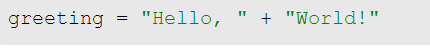 greeting = "Hello, " + "World!"